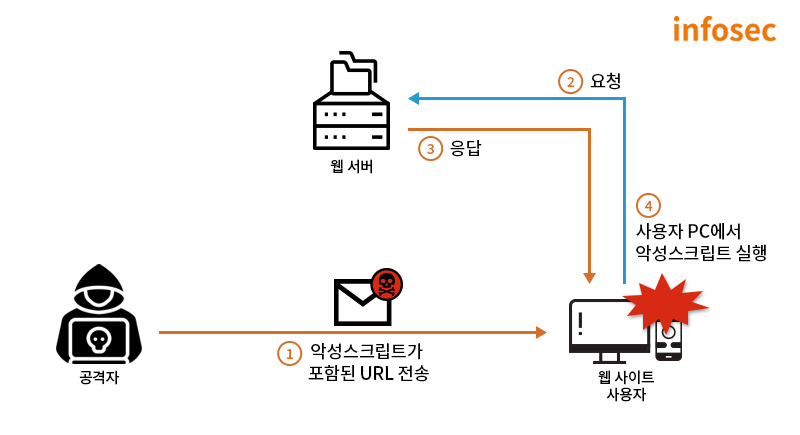 infosec
2 요청
3 응답
웹 서버
4
사용자 PC에서
악성스크립트 실행
1 악성스크립트가
포함된 URL 전송
공격자
웹 사이트
사용자